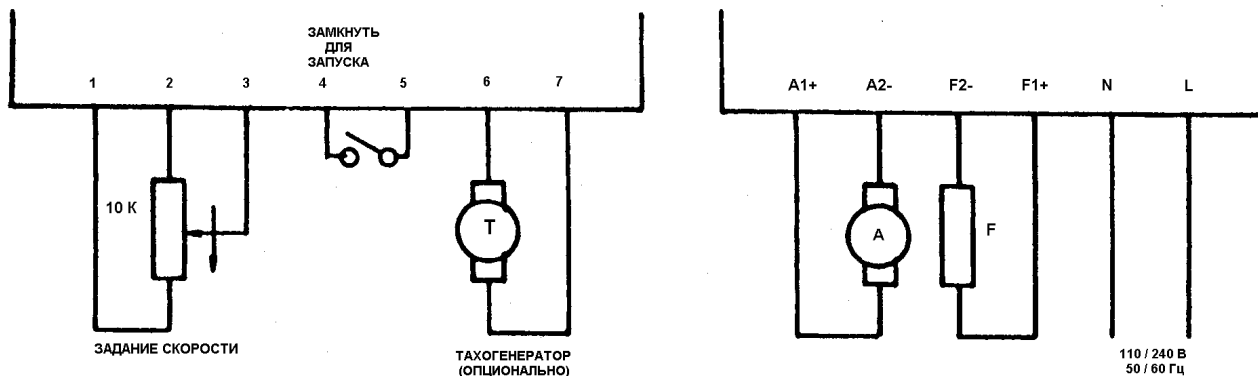 ЗАМКНУТЬ
ДЛЯ
ЗАПУСКА
1 2 3 4 5 6 7
10 К
Т
ЗАДАНИЕ СКОРОСТИ
ТАХОГЕНЕРАТОР
(ОПЦИОНАЛЬНО)
A1+ A2- F2- F1+ N L
A
F
110 / 240 В
50 / 60 Гц